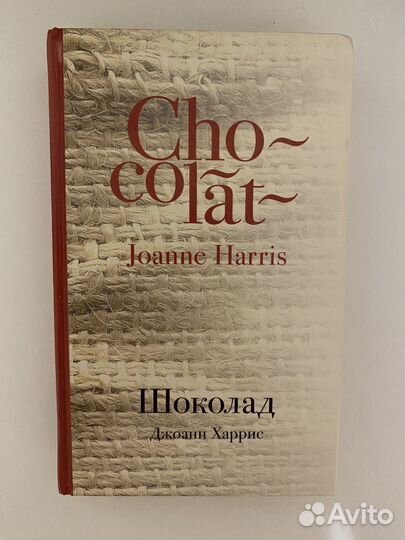 Cho~
colat~
Joanne Harris
Шоколад
Джоанн Харрис
Avito